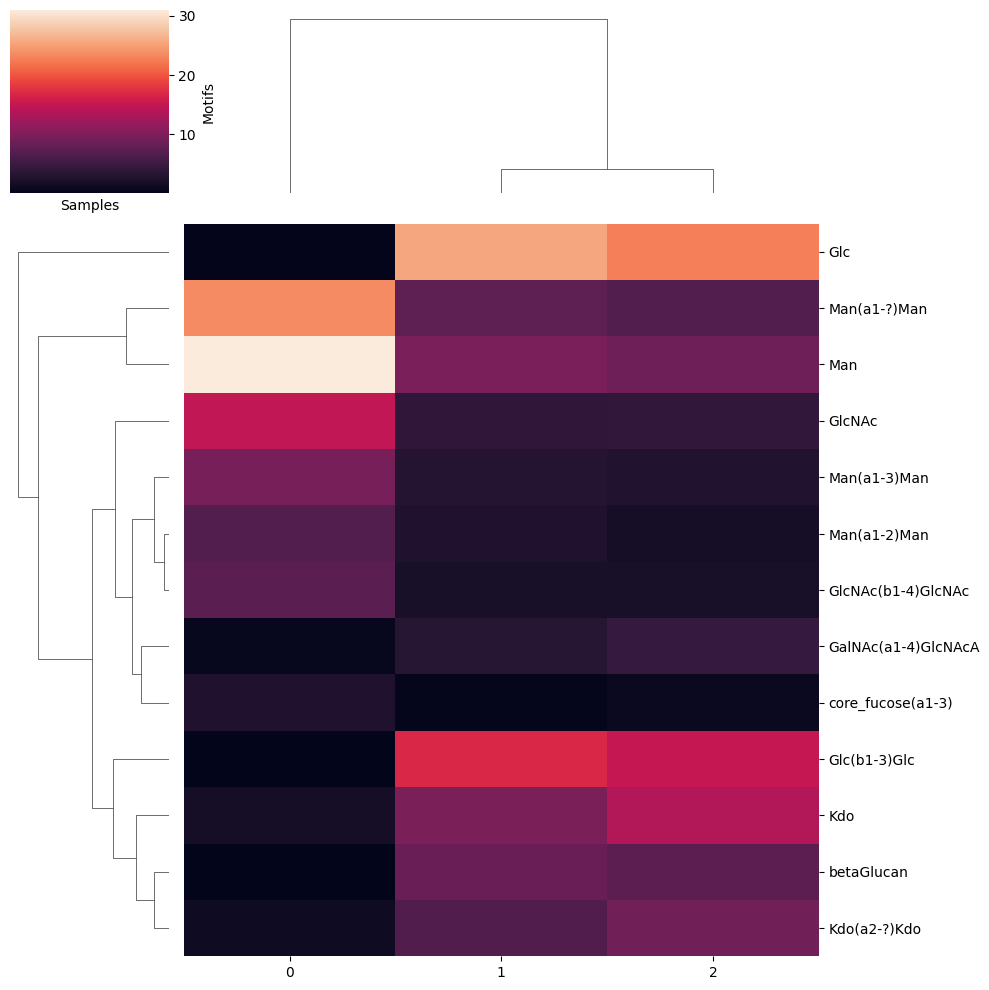 30
20
10
Motifs
Samples
Glc
Man(a1-?)Man
Man
GlcNAc
Man(a1-3)Man
Man(a1-2)Man
GlcNAc(b1-4)GlcNAc
GalNAc(a1-4)GlcNAcA
core_fucose(a1-3)
Glc(b1-3)Glc
Kdo
betaGlucan
Kdo(a2-?)Kdo
0 1 2